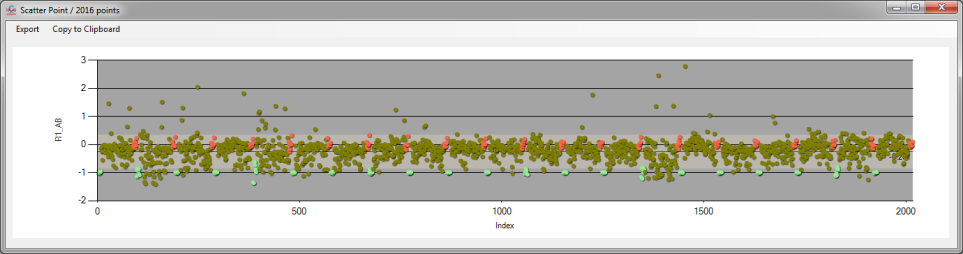 Scatter Point / 2016 points
Export Copy to Clipboard
3
2
1
0
-1
-2
R1_AB
0 500 1000 1500 2000
Index